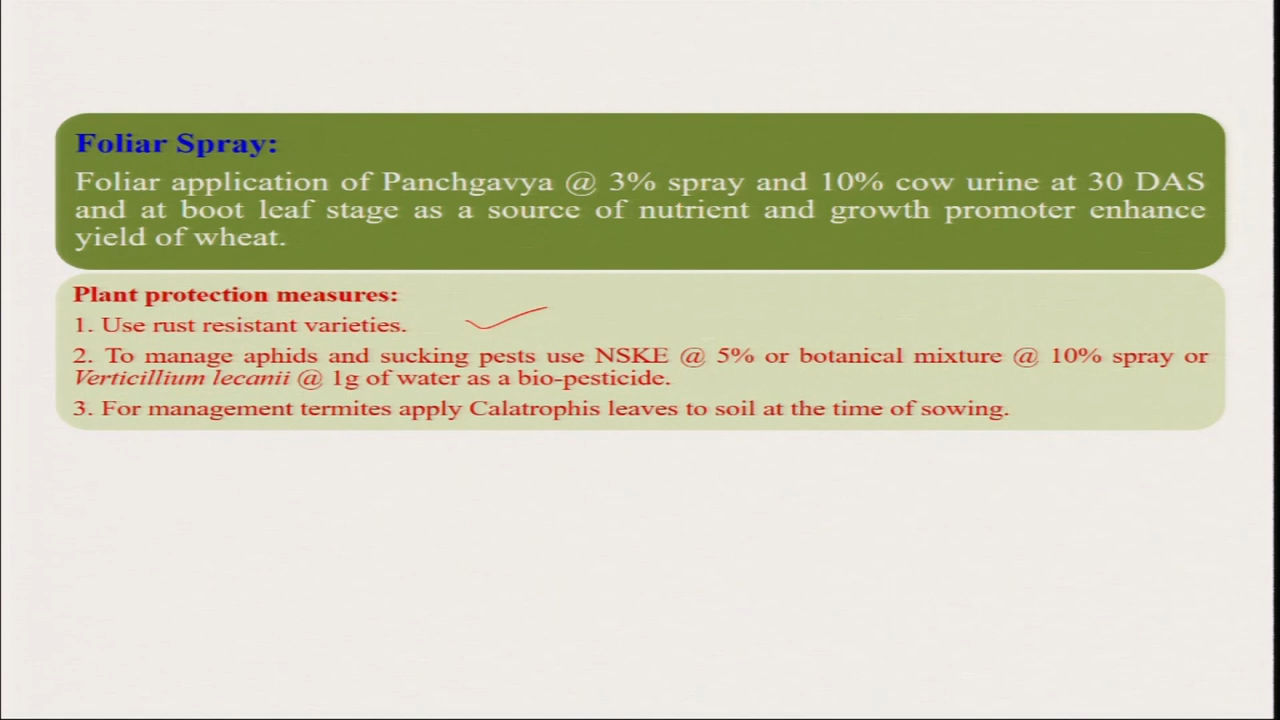 Foliar Spray:
Foliar application of Panchgavya @ 3% spray and 10% cow urine at 30 DAS
and at boot leaf stage as a source of nutrient and growth promoter enhance
yield of wheat.
Plant protection measures:
1. Use rust resistant varieties.
2. To manage aphids and sucking pests use NSKE @ 5% or botanical mixture @ 10% spray or
Verticillium lecanii @ 1g of water as a bio-pesticide.
3. For management termites apply Calatrophis leaves to soil at the time of sowing.